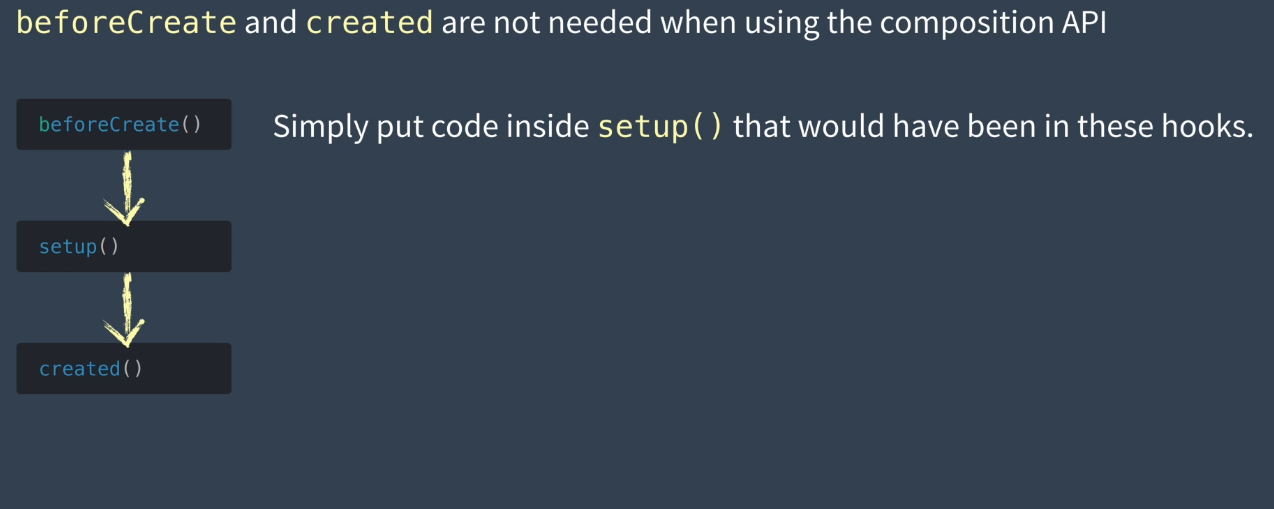 beforeCreate and created are not needed when using the composition API
beforeCreate()
Simply put code inside setup() that would have been in these hooks.
setup()
created()